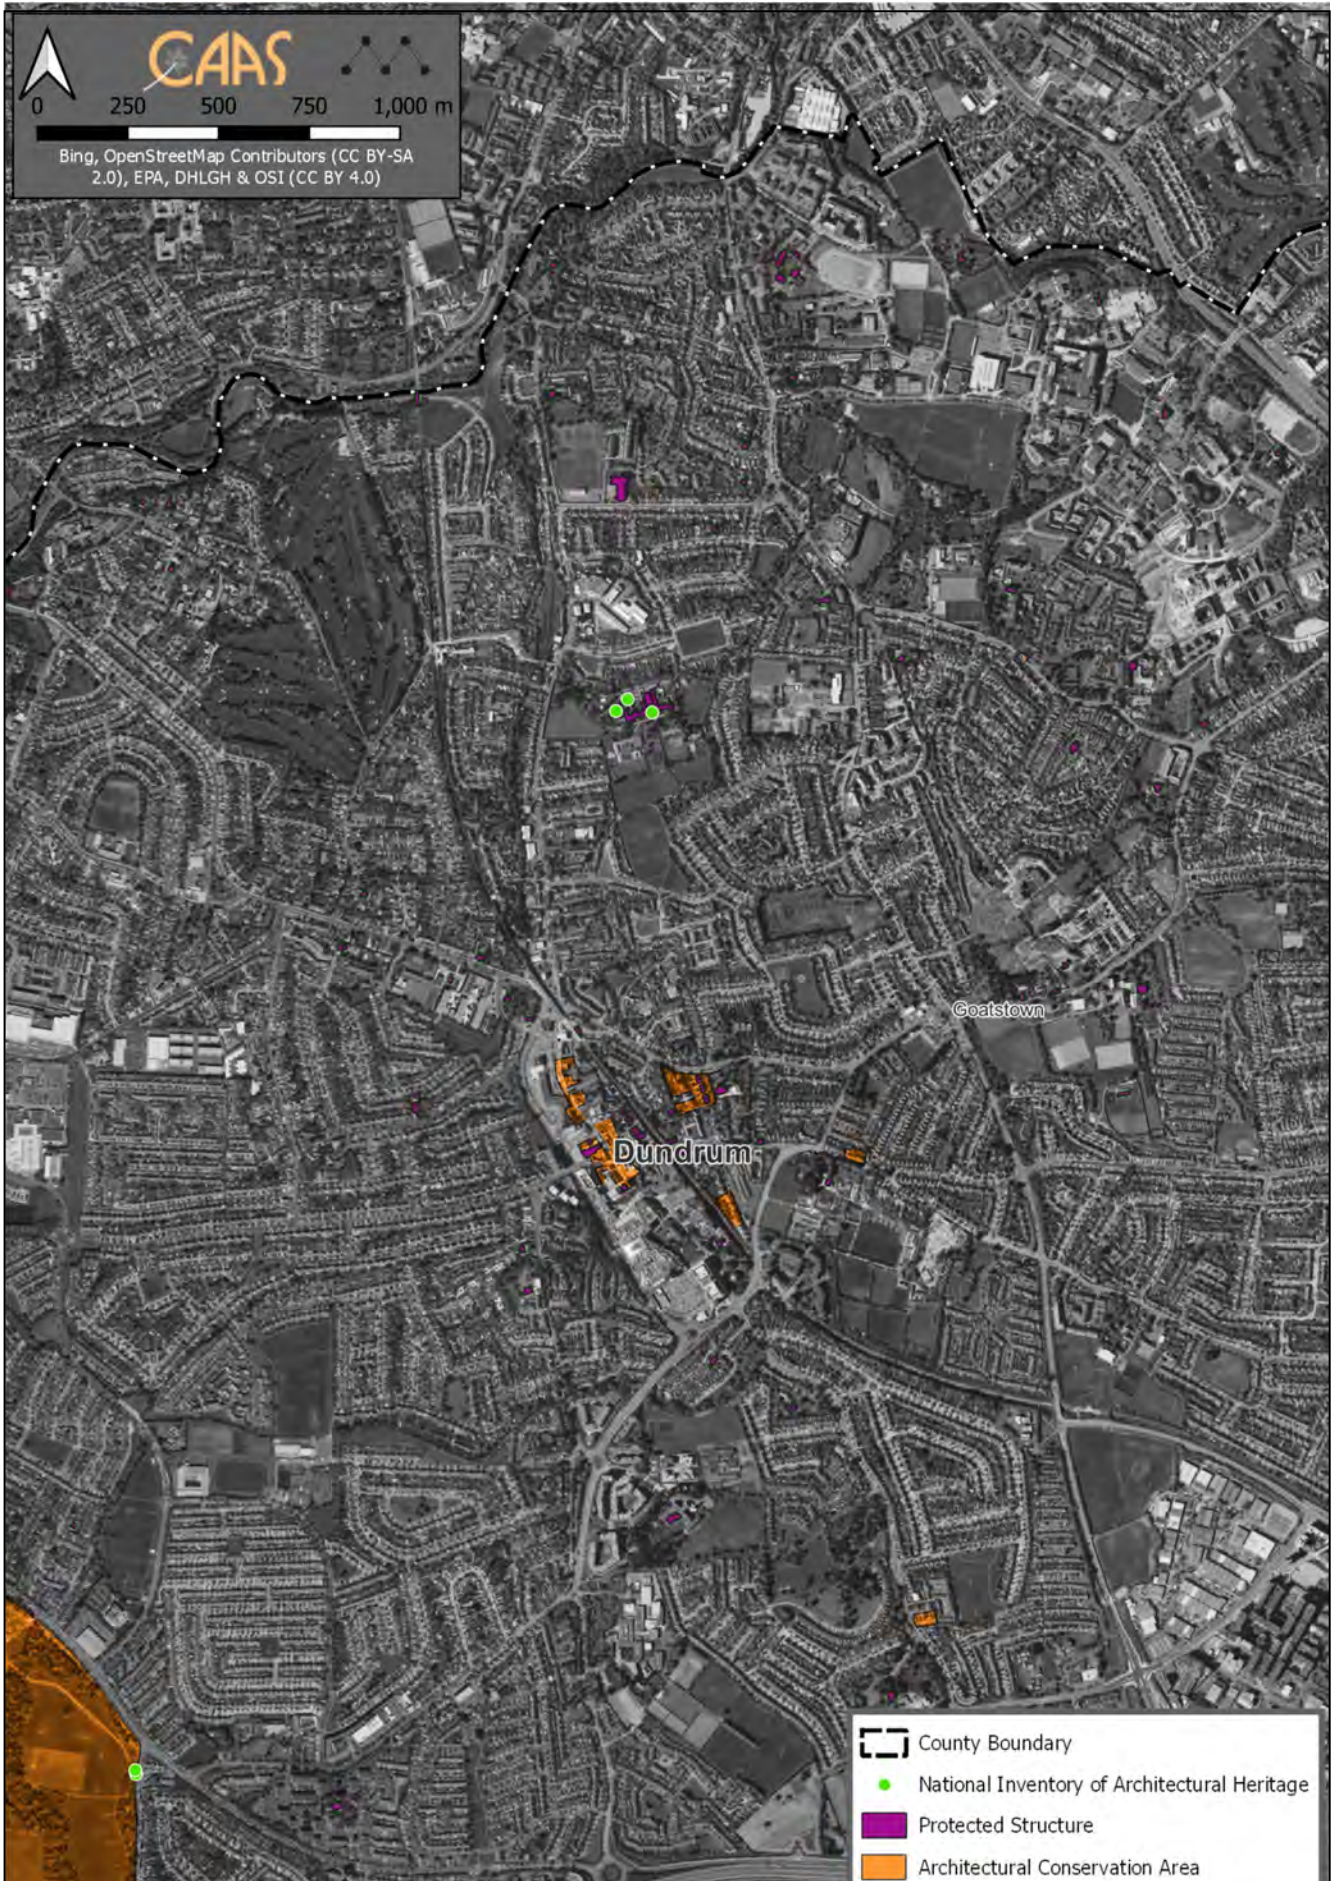 CAAS
0 250 500 750 1,000 m
Bing, OpenStreetMap Contributors (CC BY-SA
2.0), EPA, DHLGH & OSI (CC BY 4.0)
Goatstown
Dundrum
County Boundary
National Inventory of Architectural Heritage
Protected Structure
Architectural Conservation Area